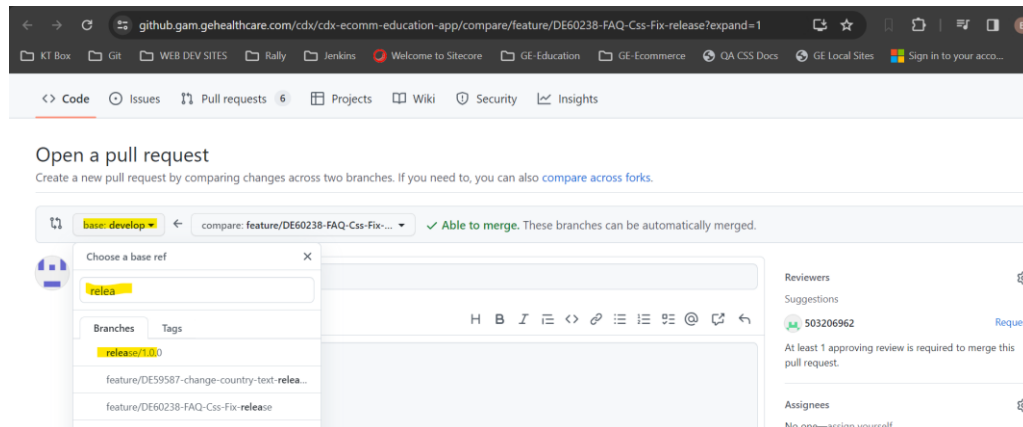 github.gam.gehealthcare.com/cdx/cdx-ecomm-education-app/compare/feature/DE60238-FAQ-Css-Fix-release?expand=1
KT Box Git WEB DEV SITES Rally Jenkins Welcome to Sitecore GE-Education GE-Ecommerce QA CSS Docs GE Local Sites Sign in to your acco...
<> Code Issues Pull requests 6 Projects Wiki Security Insights
Open a pull request
Create a new pull request by comparing changes across two branches. If you need to, you can also compare across forks.
base: develop ← compare: feature/DE60238-FAQ-Css-Fix-... ✓ Able to merge. These branches can be automatically merged.
Choose a base ref
relea
Branches Tags
release/1.0.0
feature/DE59587-change-country-text-relea...
feature/DE60238-FAQ-Css-Fix-release
H B I <> @
Reviewers
Suggestions
503206962 Reque
At least 1 approving review is required to merge this
pull request.
Assignees
No one—assign yourself